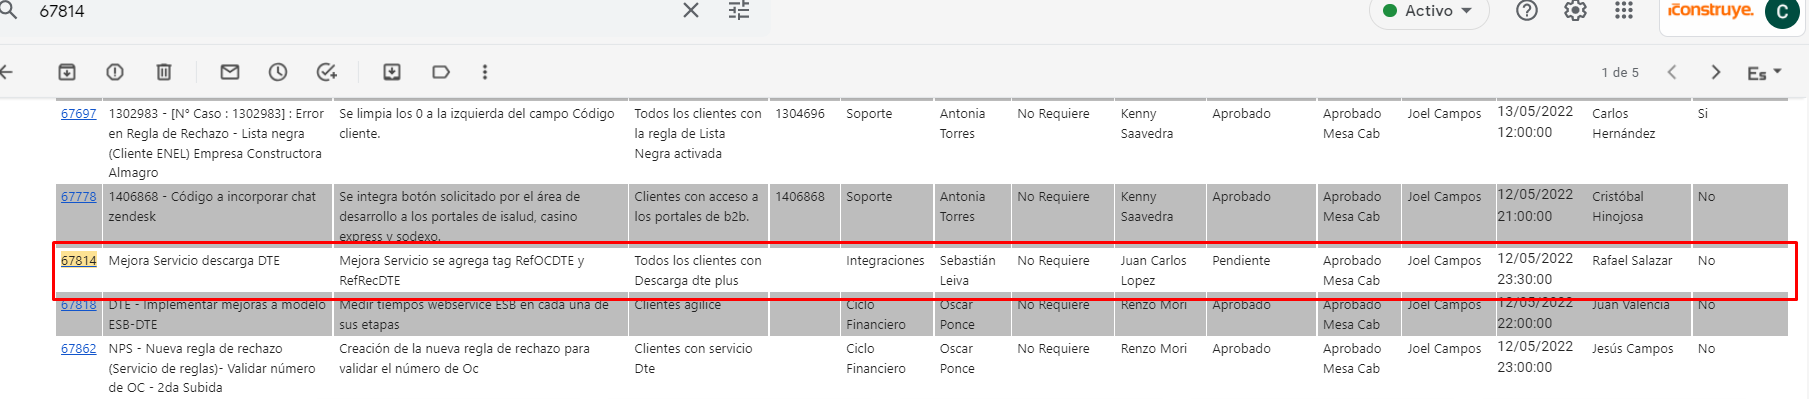 67814
Activo
iConstruye.
C
1 de 5
Es
67697 1302983 - [N° Caso : 1302983] : Error en Regla de Rechazo - Lista negra (Cliente ENEL) Empresa Constructora Almagro Se limpia los 0 a la izquierda del campo Código cliente. Todos los clientes con la regla de Lista Negra activada 1304696 Soporte Antonia Torres No Requiere Kenny Saavedra Aprobado Aprobado Mesa Cab Joel Campos 13/05/2022 12:00:00 Carlos Hernández Si
67778 1406868 - Código a incorporar chat zendesk Se integra botón solicitado por el área de desarrollo a los portales de isalud, casino express y sodexo. Clientes con acceso a los portales de b2b. 1406868 Soporte Antonia Torres No Requiere Kenny Saavedra Aprobado Aprobado Mesa Cab Joel Campos 12/05/2022 21:00:00 Cristóbal Hinojosa No
67814 Mejora Servicio descarga DTE Mejora Servicio se agrega tag RefOCDTE y RefRecDTE Todos los clientes con Descarga dte plus Integraciones Sebastián Leiva No Requiere Juan Carlos Lopez Pendiente Aprobado Mesa Cab Joel Campos 12/05/2022 23:30:00 Rafael Salazar No
67818 DTE - Implementar mejoras a modelo ESB-DTE Medir tiempos webservice ESB en cada una de sus etapas Clientes agilice Ciclo Financiero Oscar Ponce No Requiere Renzo Mori Aprobado Aprobado Mesa Cab Joel Campos 12/05/2022 22:00:00 Juan Valencia No
67862 NPS - Nueva regla de rechazo (Servicio de reglas)- Validar número de OC - 2da Subida Creación de la nueva regla de rechazo para validar el número de Oc Clientes con servicio Dte Ciclo Financiero Oscar Ponce No Requiere Renzo Mori Aprobado Aprobado Mesa Cab Joel Campos 12/05/2022 23:00:00 Jesús Campos No